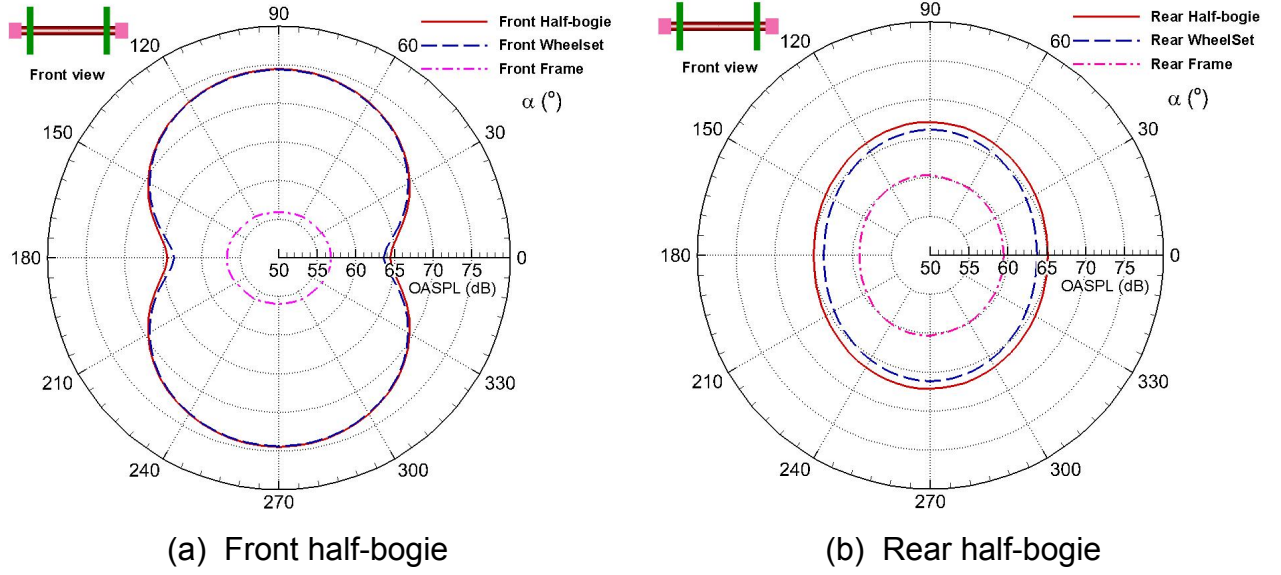 90
120
60
150
30
180
0
210
330
240
300
270
Front view
Front Half-bogie
Front Wheelset
Front Frame
α (°)
50 55 60 65 70 75
OASPL (dB)
(a) Front half-bogie
90
120
60
150
30
180
0
210
330
240
300
270
Front view
Rear Half-bogie
Rear WheelSet
Rear Frame
α (°)
50 55 60 65 70 75
OASPL (dB)
(b) Rear half-bogie